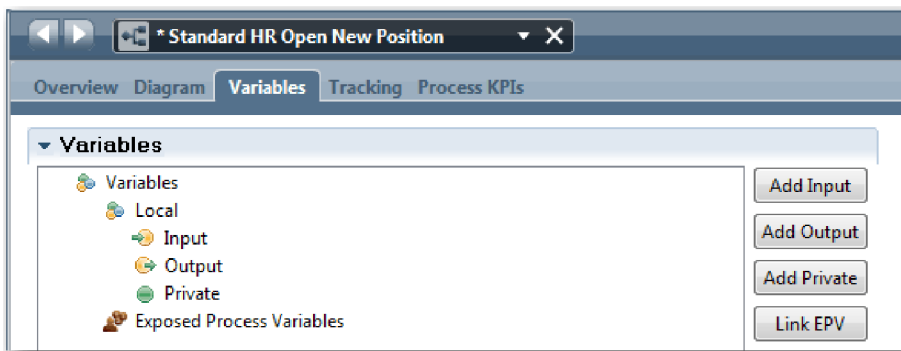 * Standard HR Open New Position
Overview Diagram Variables Tracking Process KPIs
Variables
Variables
Add Input
Local
Input
Add Output
Output
Private
Add Private
Exposed Process Variables
Link EPV